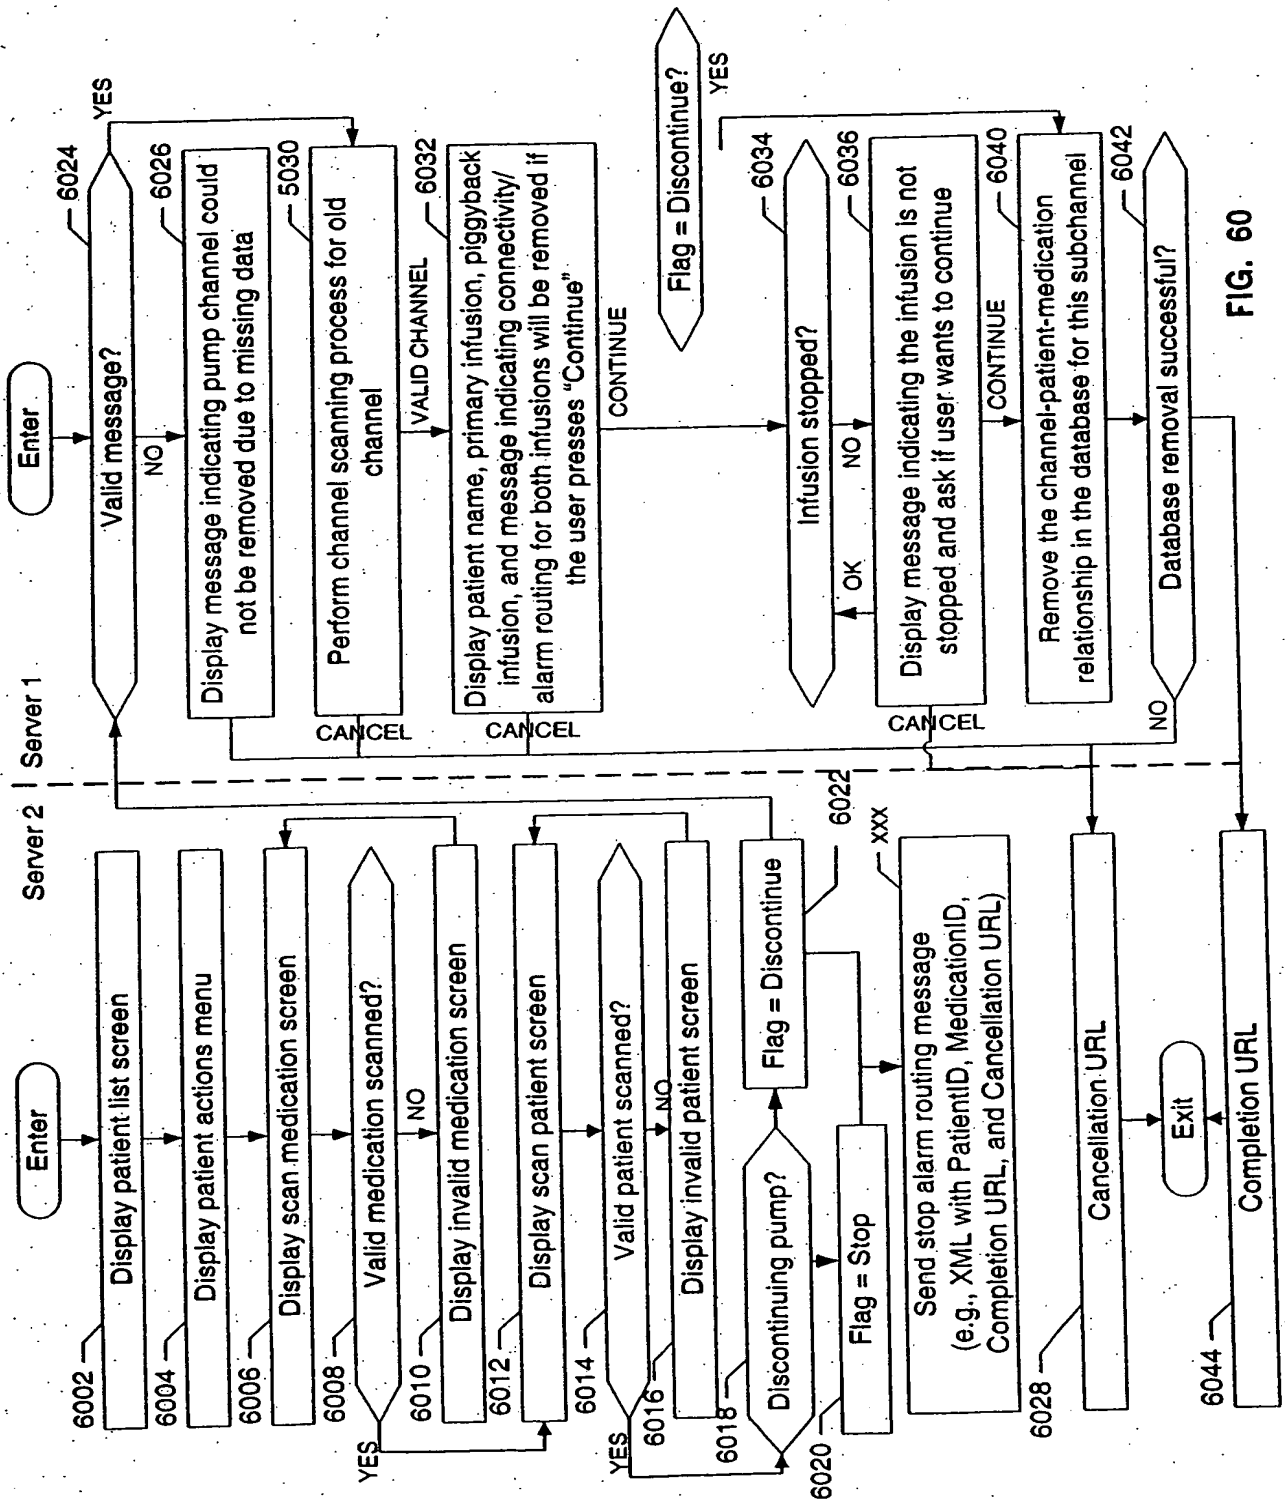 Server 2
Enter
6002
Display patient list screen
6004
Display patient actions menu
6006
Display scan medication screen
6008
Valid medication scanned?
YES
NO
6010
Display invalid medication screen
6012
Display scan patient screen
6014
Valid patient scanned?
YES
NO
6016
Display invalid patient screen
6018
Discontinuing pump?
Flag = Discontinue
6022
6020
Flag = Stop
XXX
Send stop alarm routing message
(e.g., XML with PatientID, MedicationID,
Completion URL, and Cancellation URL)
6028
Cancellation URL
Exit
6044
Completion URL
Server 1
Enter
6024
Valid message?
YES
NO
6026
Display message indicating pump channel could
not be removed due to missing data
5030
Perform channel scanning process for old
channel
CANCEL
VALID CHANNEL
6032
Display patient name, primary infusion, piggyback
infusion, and message indicating connectivity/
alarm routing for both infusions will be removed if
the user presses "Continue"
CANCEL
CONTINUE
Flag = Discontinue?
YES
6034
Infusion stopped?
OK
NO
6036
Display message indicating the infusion is not
stopped and ask if user wants to continue
CANCEL
CONTINUE
6040
Remove the channel-patient-medication
relationship in the database for this subchannel
6042
Database removal successful?
NO
FIG. 60